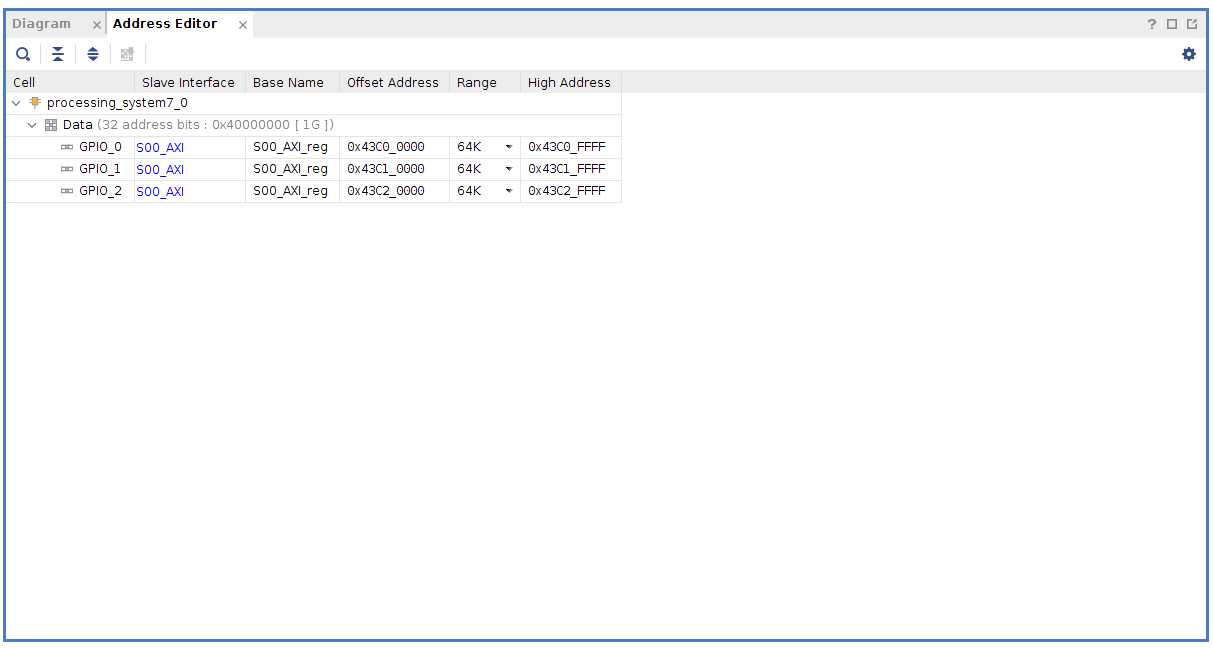 Diagram Address Editor ?
Cell Slave Interface Base Name Offset Address Range High Address
processing_system7_0
Data (32 address bits : 0x40000000 [ 1G ])
GPIO_0 S00_AXI S00_AXI_reg 0x43C0_0000 64K 0x43C0_FFFF
GPIO_1 S00_AXI S00_AXI_reg 0x43C1_0000 64K 0x43C1_FFFF
GPIO_2 S00_AXI S00_AXI_reg 0x43C2_0000 64K 0x43C2_FFFF